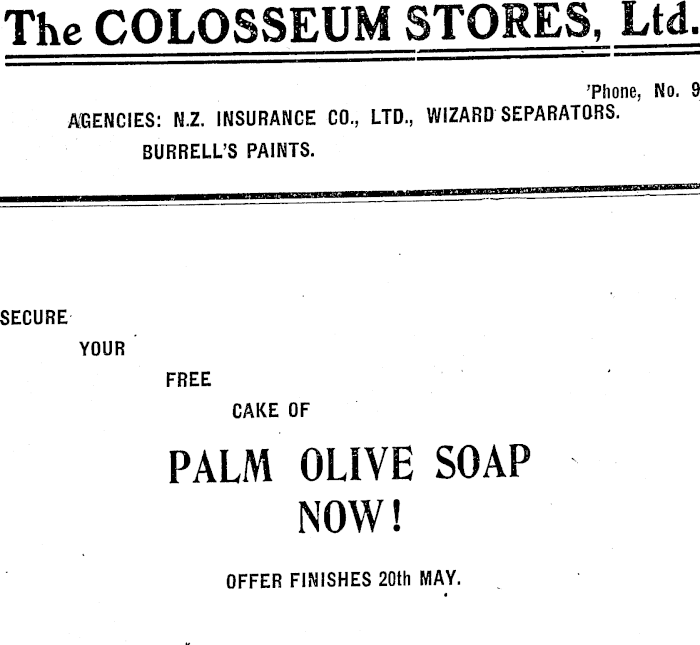 The COLOSSEUM STORES, Ltd.
'Phone, No. 9
AGENCIES: N.Z. INSURANCE CO., LTD., WIZARD SEPARATORS.
BURRELL'S PAINTS.
SECURE
YOUR
FREE
CAKE OF
PALM OLIVE SOAP
NOW!
OFFER FINISHES 20th MAY.